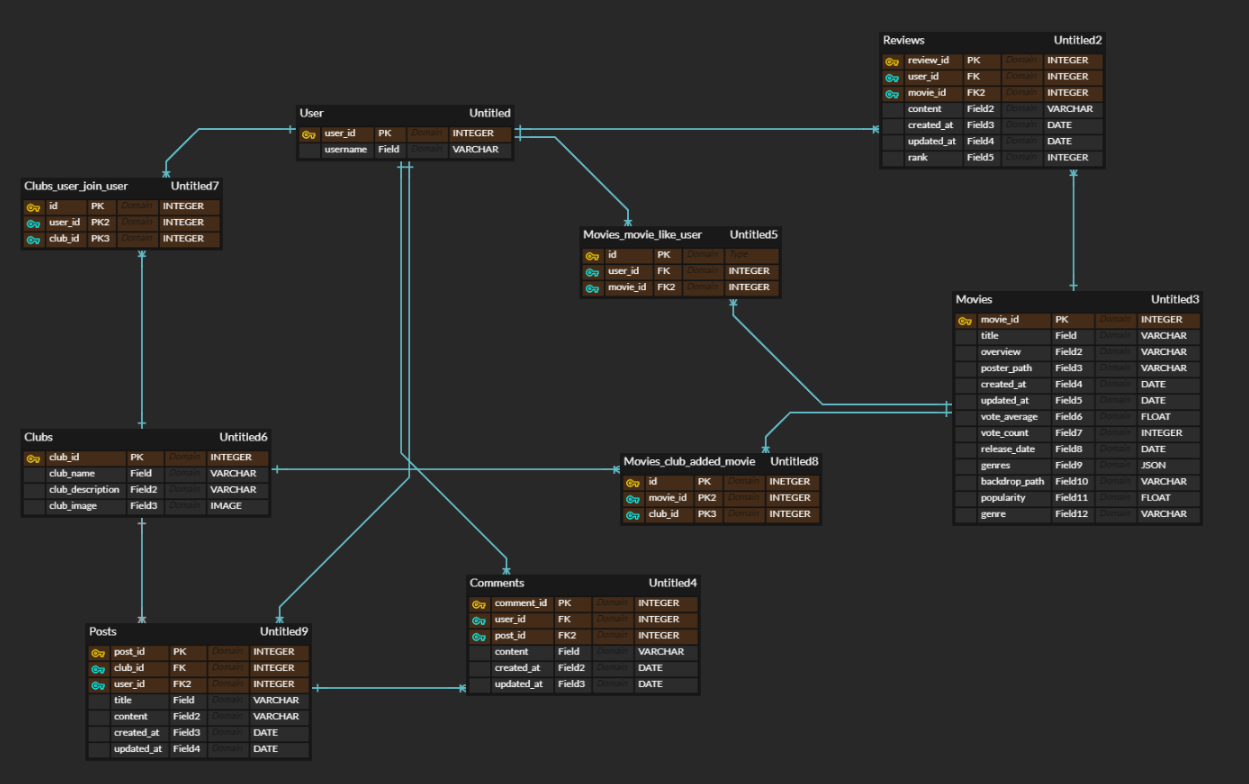 Reviews Untitled2
review_id PK Domain INTEGER
user_id FK Domain INTEGER
movie_id FK2 Domain INTEGER
content Field2 Domain VARCHAR
created_at Field3 Domain DATE
updated_at Field4 Domain DATE
rank Field5 Domain INTEGER
User Untitled
user_id PK Domain INTEGER
username Field Domain VARCHAR
Clubs_user_join_user Untitled7
id PK Domain INTEGER
user_id PK2 Domain INTEGER
club_id PK3 Domain INTEGER
Movies_movie_like_user Untitled5
id PK Domain Type
user_id FK Domain INTEGER
movie_id FK2 Domain INTEGER
Movies Untitled3
movie_id PK Domain INTEGER
title Field Domain VARCHAR
overview Field2 Domain VARCHAR
poster_path Field3 Domain VARCHAR
created_at Field4 Domain DATE
updated_at Field5 Domain DATE
vote_average Field6 Domain FLOAT
vote_count Field7 Domain INTEGER
release_date Field8 Domain DATE
genres Field9 Domain JSON
backdrop_path Field10 Domain VARCHAR
popularity Field11 Domain FLOAT
genre Field12 Domain VARCHAR
Clubs Untitled6
club_id PK Domain INTEGER
club_name Field Domain VARCHAR
club_description Field2 Domain VARCHAR
club_image Field3 Domain IMAGE
Movies_club_added_movie Untitled8
id PK Domain INETGER
movie_id PK2 Domain INTEGER
club_id PK3 Domain INTEGER
Comments Untitled4
comment_id PK Domain INTEGER
user_id FK Domain INTEGER
post_id FK2 Domain INTEGER
content Field Domain VARCHAR
created_at Field2 Domain DATE
updated_at Field3 Domain DATE
Posts Untitled9
post_id PK Domain INTEGER
club_id FK Domain INTEGER
user_id FK2 Domain INTEGER
title Field Domain VARCHAR
content Field2 Domain VARCHAR
created_at Field3 Domain DATE
updated_at Field4 Domain DATE